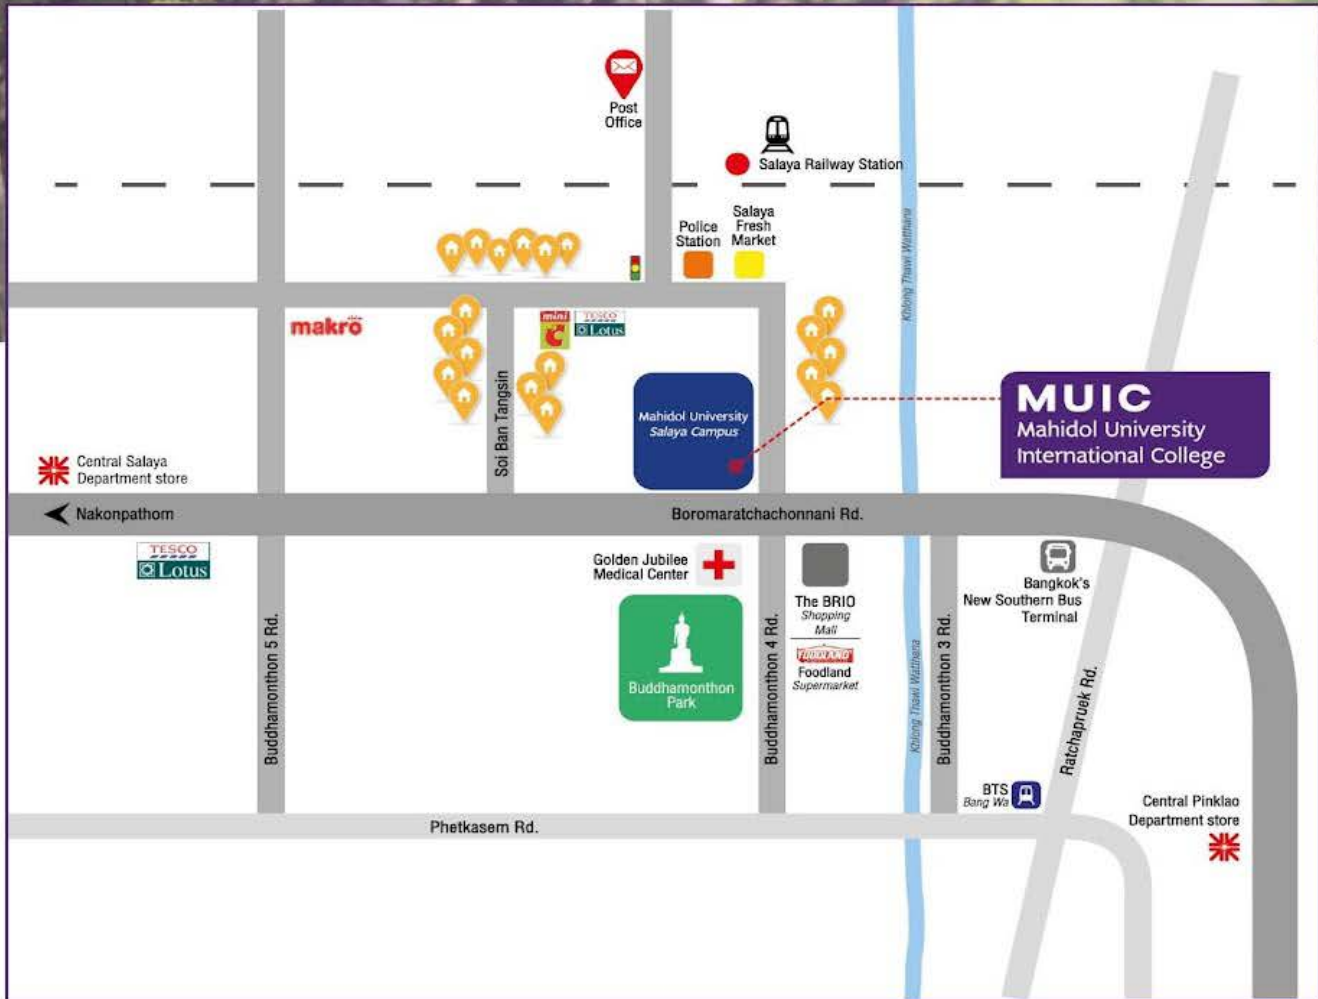 Post
Office
Salaya Railway Station
Police
Station
Salaya
Fresh
Market
Khlong Thawi Watthana
makro
mini
C
TESCO
Lotus
Soi Ban Tangsin
Mahidol University
Salaya Campus
MUIC
Mahidol University
International College
Central Salaya
Department store
Nakonpathom
Boromaratchachonnani Rd.
TESCO
Lotus
Golden Jubilee
Medical Center
The BRIO
Shopping
Mall
FOODLAND
Foodland
Supermarket
Bangkok's
New Southern Bus
Terminal
Buddhamonthon
Park
Buddhamonthon 5 Rd.
Buddhamonthon 4 Rd.
Khlong Thawi Watthana
Buddhamonthon 3 Rd.
Ratchapruek Rd.
BTS
Bang Wa
Central Pinklao
Department store
Phetkasem Rd.